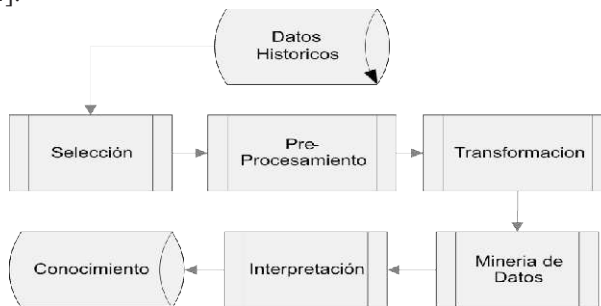 ].
Datos
Historicos
Selección
Pre-
Procesamiento
Transformacion
Mineria de
Datos
Interpretación
Conocimiento